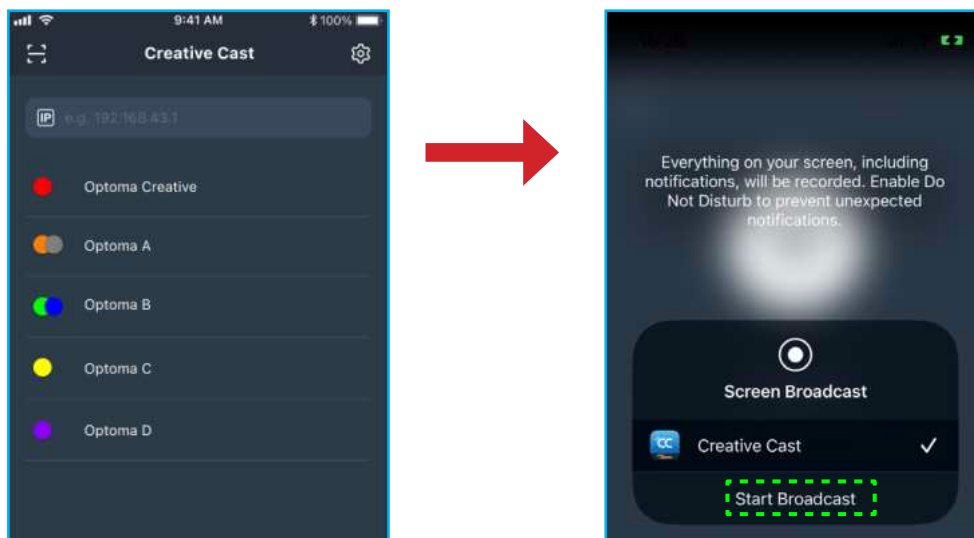 9:41 AM
100%
Creative Cast
IP e.g. 192.168.43.1
Optoma Creative
Optoma A
Optoma B
Optoma C
Optoma D
Everything on your screen, including
notifications, will be recorded. Enable Do
Not Disturb to prevent unexpected
notifications.
Screen Broadcast
CC Creative Cast
Start Broadcast